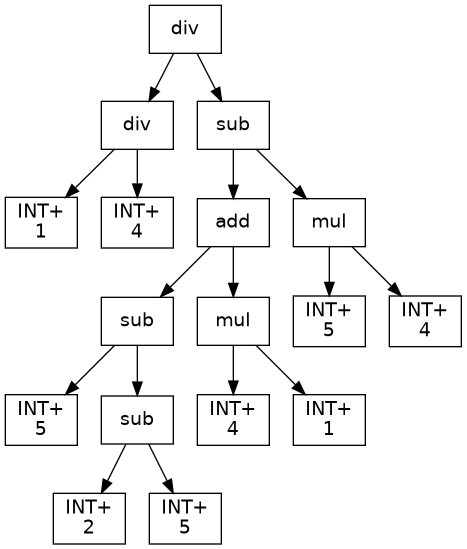 div
div
sub
INT+
1
INT+
4
add
mul
sub
mul
INT+
5
INT+
4
INT+
5
sub
INT+
4
INT+
1
INT+
2
INT+
5